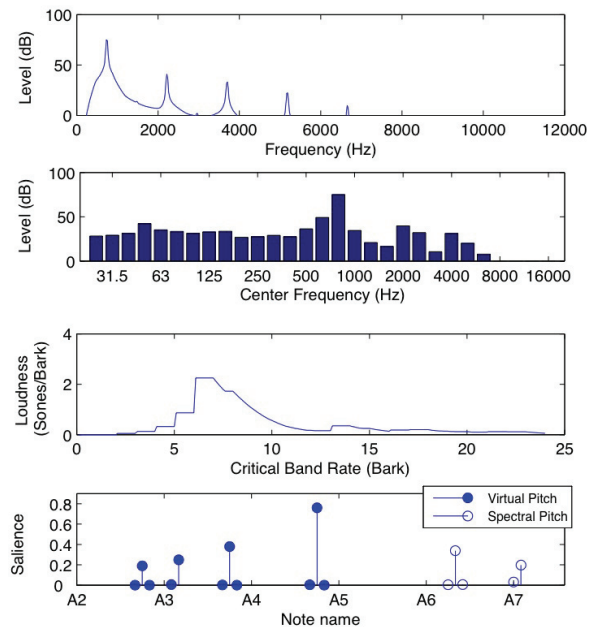 100
50
0
Level (dB)
0 2000 4000 6000 8000 10000 12000
Frequency (Hz)
100
50
0
Level (dB)
31.5 63 125 250 500 1000 2000 4000 8000 16000
Center Frequency (Hz)
4
2
0
Loudness
(Sones/Bark)
0 5 10 15 20 25
Critical Band Rate (Bark)
0.8
0.6
0.4
0.2
0
Salience
Virtual Pitch
Spectral Pitch
A2 A3 A4 A5 A6 A7
Note name